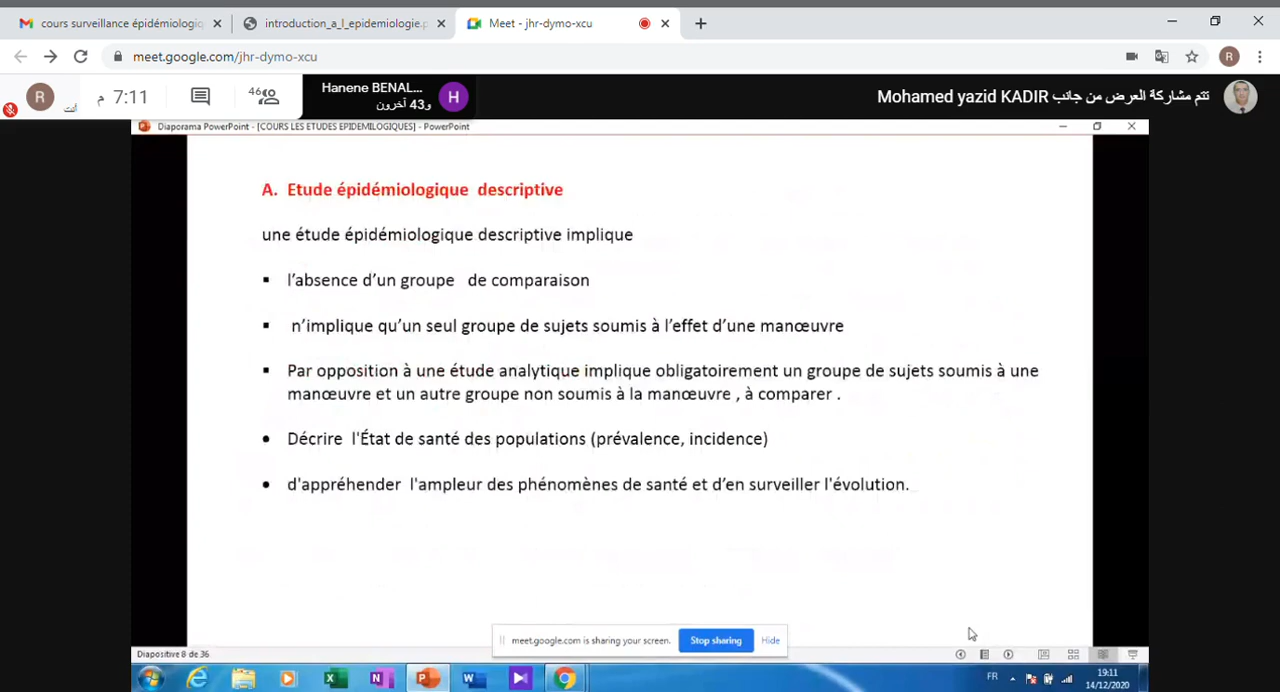 cours surveillance épidémiologiq
introduction_a_l_epidemiologie.p
Meet - jhr-dymo-xcu
meet.google.com/jhr-dymo-xcu
R
R
أنت
7:11 م
46
Hanene BENAL...
و43 آخرون
H
تتم مشاركة العرض من جانب Mohamed yazid KADIR
Diaporama PowerPoint - [COURS LES ETUDES EPIDEMILOGIQUES] - PowerPoint
A. Etude épidémiologique descriptive
une étude épidémiologique descriptive implique
▪ l’absence d’un groupe de comparaison
▪ n’implique qu’un seul groupe de sujets soumis à l’effet d’une manœuvre
▪ Par opposition à une étude analytique implique obligatoirement un groupe de sujets soumis à une
manœuvre et un autre groupe non soumis à la manœuvre , à comparer .
• Décrire l'État de santé des populations (prévalence, incidence)
• d'appréhender l'ampleur des phénomènes de santé et d’en surveiller l'évolution.
meet.google.com is sharing your screen.
Stop sharing
Hide
Diapositive 8 de 36
FR
19:11
14/12/2020